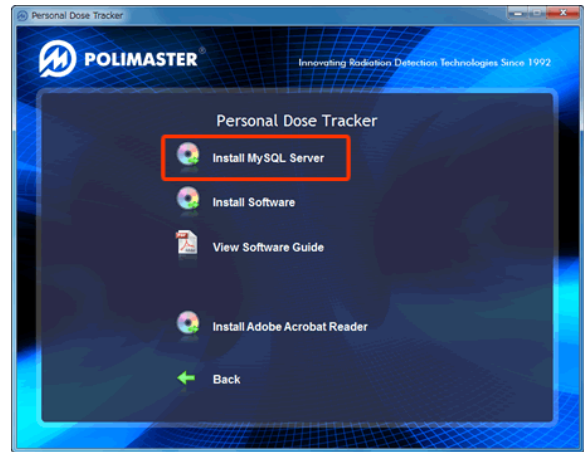 Personal Dose Tracker
POLIMASTER®
Innovating Radiation Detection Technologies Since 1992
Personal Dose Tracker
Install MySQL Server
Install Software
View Software Guide
Install Adobe Acrobat Reader
Back